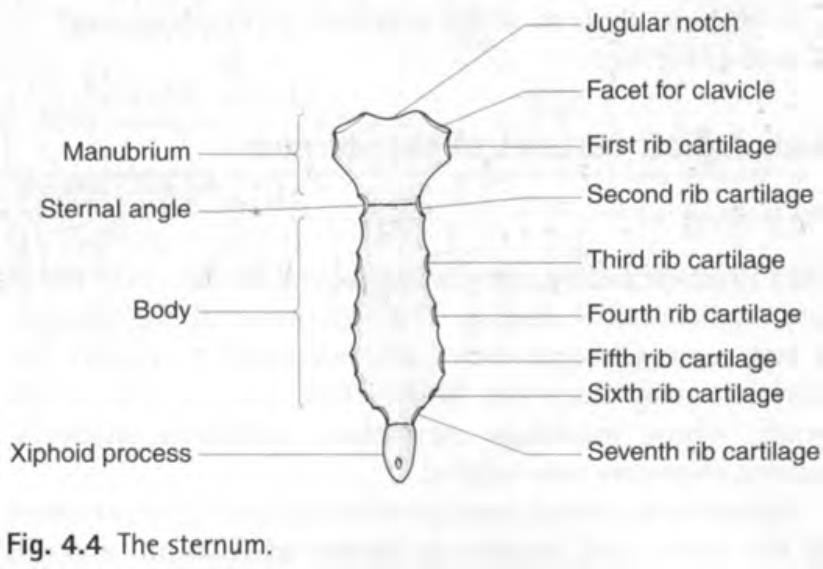 Jugular notch
Facet for clavicle
Manubrium
First rib cartilage
Sternal angle
Second rib cartilage
Third rib cartilage
Body
Fourth rib cartilage
Fifth rib cartilage
Sixth rib cartilage
Xiphoid process
Seventh rib cartilage
Fig. 4.4 The sternum.